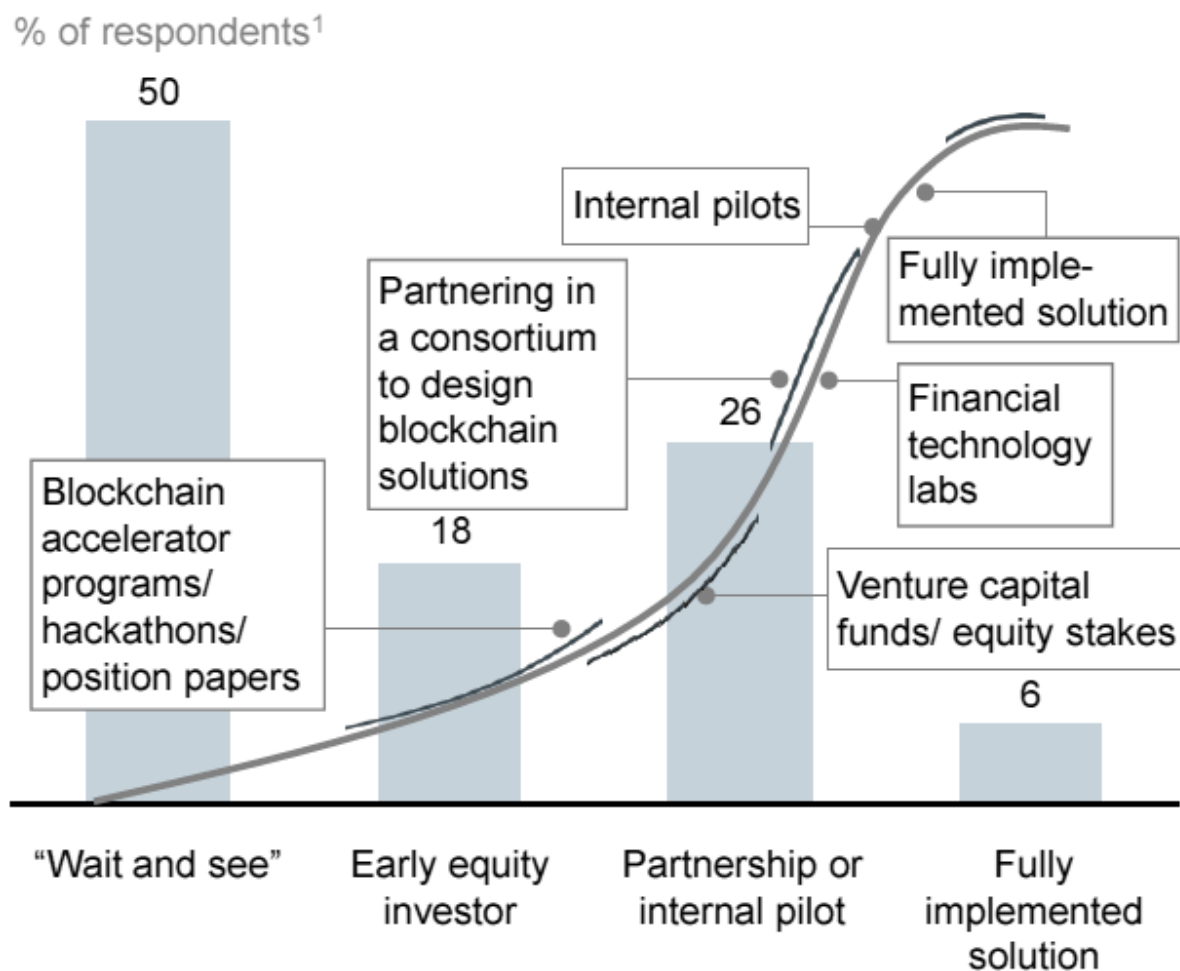 % of respondents¹
50
Internal pilots
Fully imple-
mented solution
Partnering in
a consortium
to design
blockchain
solutions
Financial
technology
labs
26
Blockchain
accelerator
programs/
hackathons/
position papers
18
Venture capital
funds/ equity stakes
6
“Wait and see”
Early equity
investor
Partnership or
internal pilot
Fully
implemented
solution